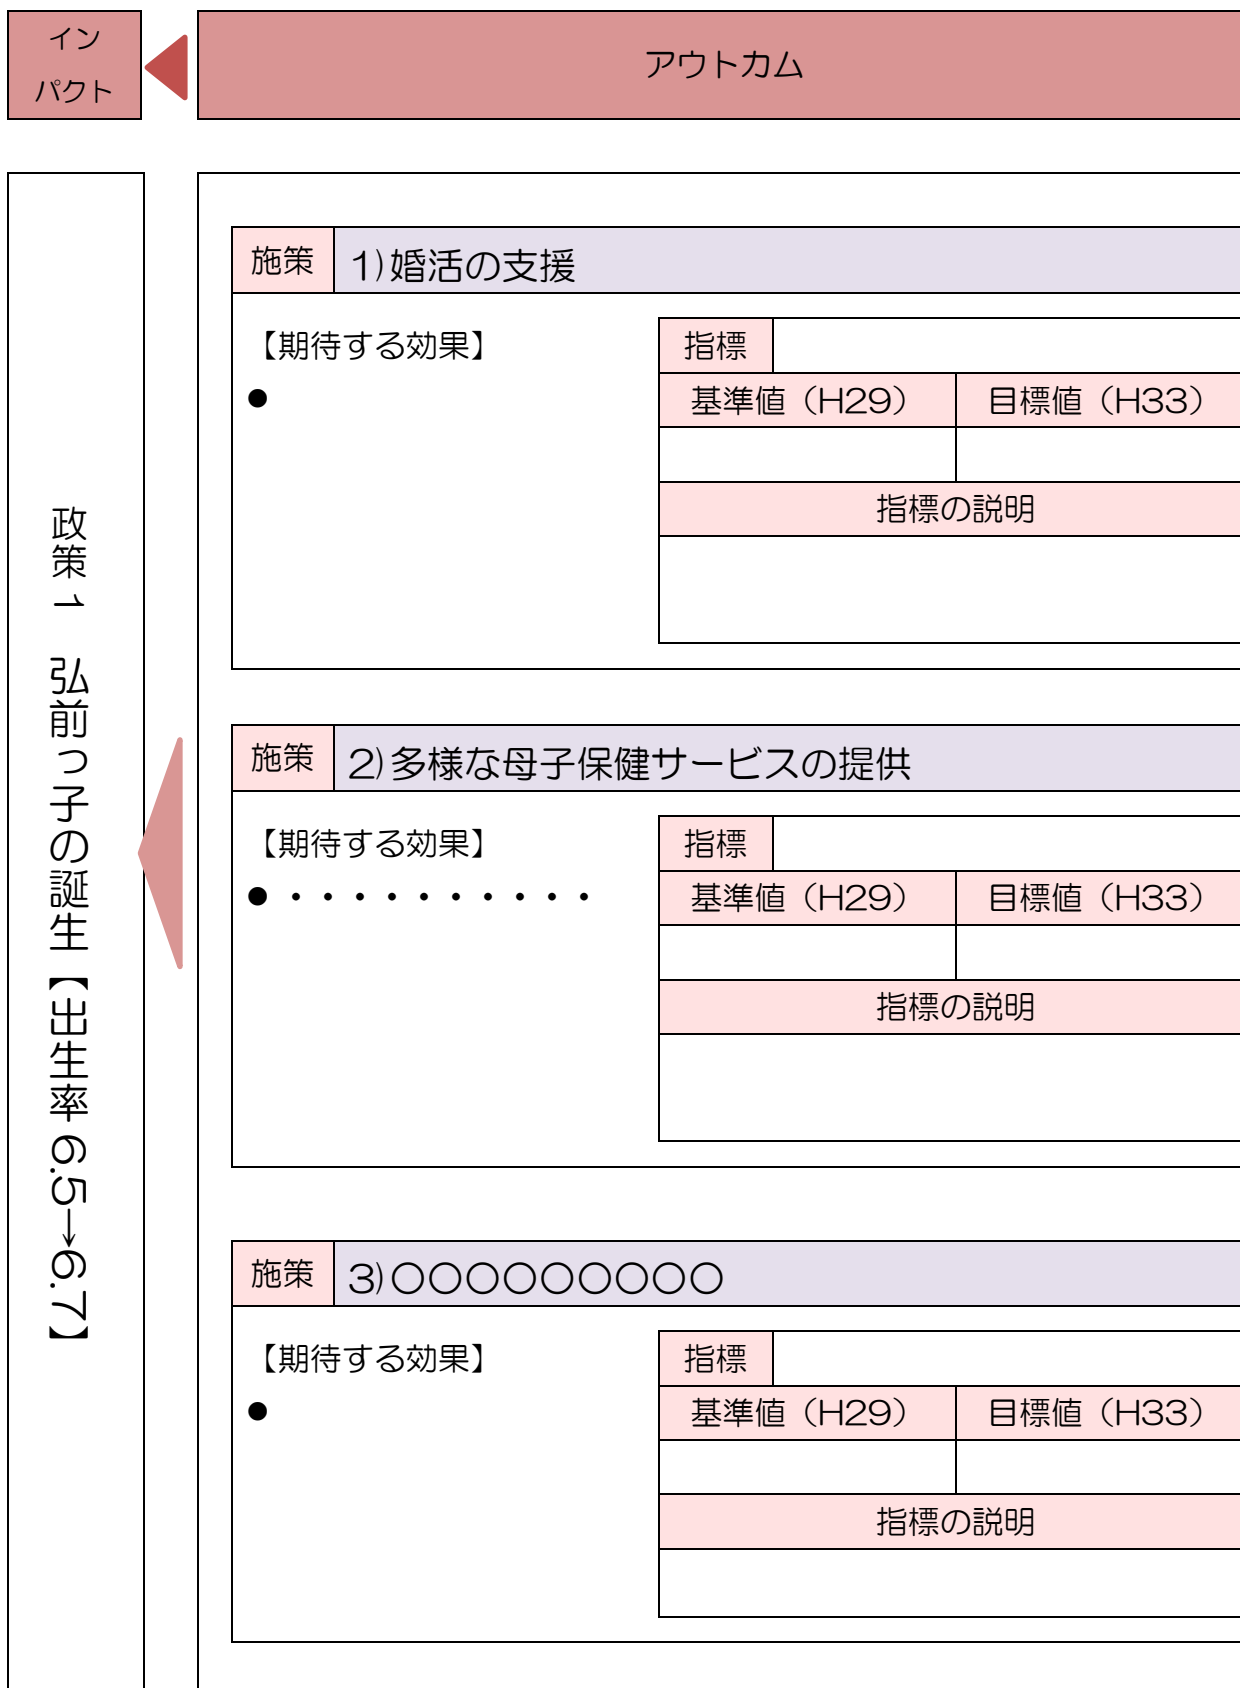 イン
パクト
アウトカム
政策1 弘前っ子の誕生【出生率6.5→6.7】
施策
1)婚活の支援
【期待する効果】
●
指標
基準値（H29）
目標値（H33）
指標の説明
施策
2)多様な母子保健サービスの提供
【期待する効果】
●・・・・・・・・・・
指標
基準値（H29）
目標値（H33）
指標の説明
施策
3)〇〇〇〇〇〇〇〇〇
【期待する効果】
●
指標
基準値（H29）
目標値（H33）
指標の説明